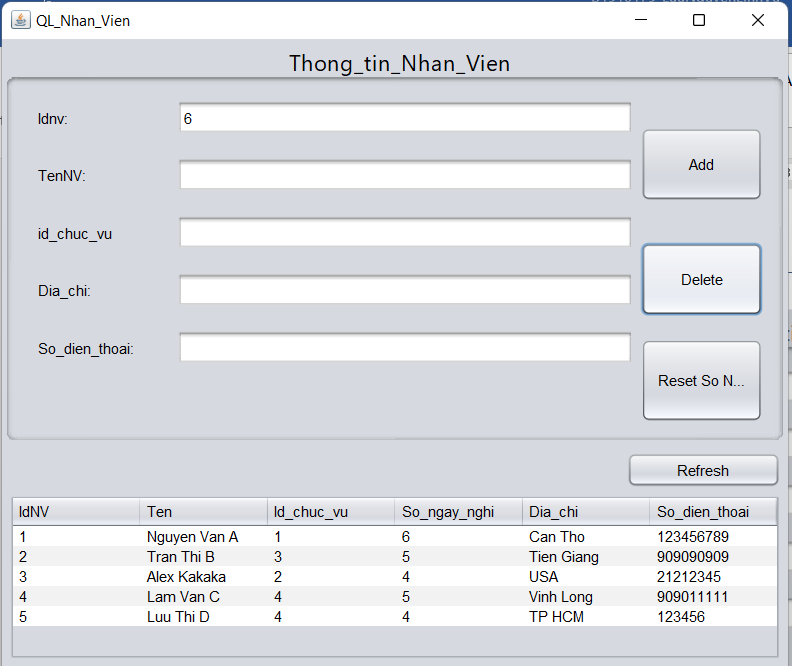 QL_Nhan_Vien
Thong_tin_Nhan_Vien
Idnv: 6
Add
TenNV:
id_chuc_vu
Delete
Dia_chi:
So_dien_thoai:
Reset So N...
Refresh
IdNV Ten Id_chuc_vu So_ngay_nghi Dia_chi So_dien_thoai
1 Nguyen Van A 1 6 Can Tho 123456789
2 Tran Thi B 3 5 Tien Giang 909090909
3 Alex Kakaka 2 4 USA 21212345
4 Lam Van C 4 5 Vinh Long 909011111
5 Luu Thi D 4 4 TP HCM 123456